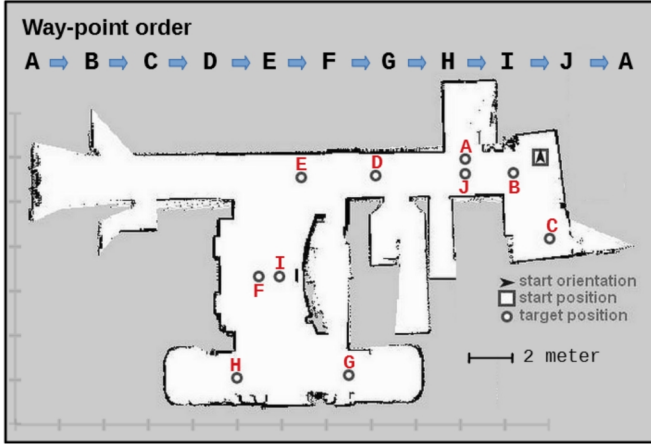 Way-point order
A B C D E F G H I J A
A
E D
J B
C
I
F
start orientation
start position
target position
H G
2 meter